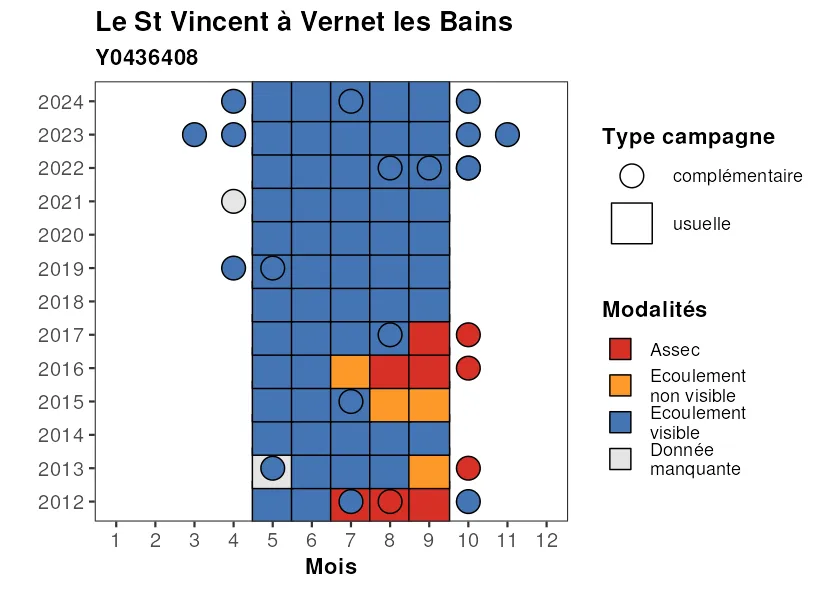 Le St Vincent à Vernet les Bains
Y0436408
2024
2023
2022
2021
2020
2019
2018
2017
2016
2015
2014
2013
2012
1 2 3 4 5 6 7 8 9 10 11 12
Mois
Type campagne
complémentaire
usuelle
Modalités
Assec
Ecoulement
non visible
Ecoulement
visible
Donnée
manquante